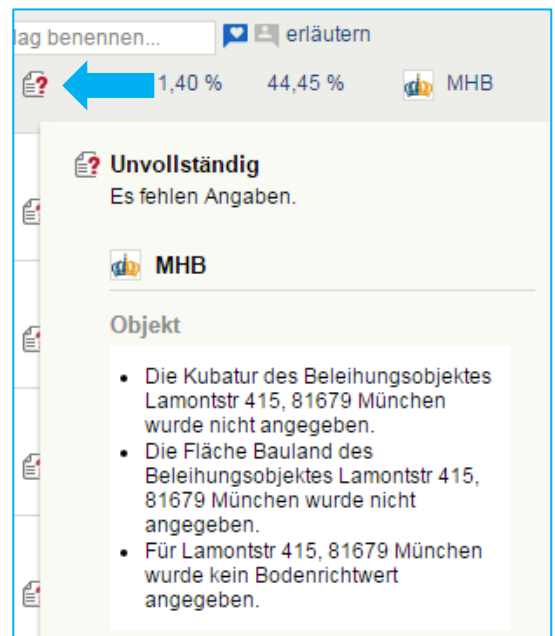 lag benennen... erläutern
1,40 % 44,45 % MHB
Unvollständig
Es fehlen Angaben.
MHB
Objekt
• Die Kubatur des Beleihungsobjektes
Lamontstr 415, 81679 München
wurde nicht angegeben.
• Die Fläche Bauland des
Beleihungsobjektes Lamontstr 415,
81679 München wurde nicht
angegeben.
• Für Lamontstr 415, 81679 München
wurde kein Bodenrichtwert
angegeben.